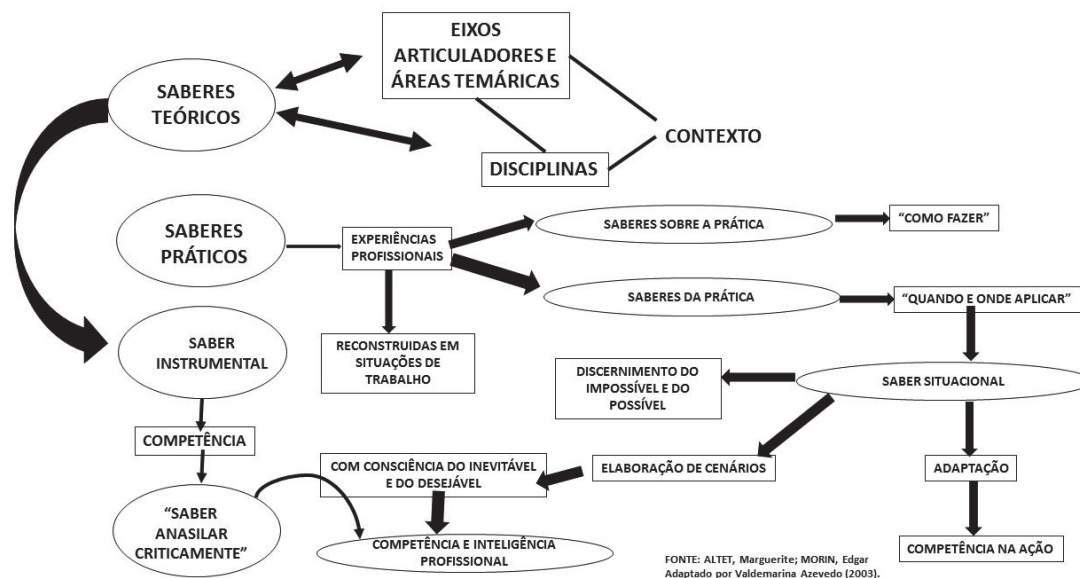 EIXOS
ARTICULADORES E
ÁREAS TEMÁRICAS
SABERES
TEÓRICOS
CONTEXTO
DISCIPLINAS
SABERES
PRÁTICOS
EXPERIÊNCIAS
PROFISSIONAIS
SABERES SOBRE A PRÁTICA
“COMO FAZER”
SABERES DA PRÁTICA
“QUANDO E ONDE APLICAR”
SABER
INSTRUMENTAL
RECONSTRUIDAS EM
SITUAÇÕES DE
TRABALHO
DISCERNIMENTO DO
IMPOSSÍVEL E DO
POSSÍVEL
SABER SITUACIONAL
COMPETÊNCIA
COM CONSCIÊNCIA DO INEVITÁVEL
E DO DESEJÁVEL
ELABORAÇÃO DE CENÁRIOS
ADAPTAÇÃO
“SABER
ANASILAR
CRITICAMENTE”
COMPETÊNCIA E INTELIGÊNCIA
PROFISSIONAL
COMPETÊNCIA NA AÇÃO
FONTE: ALTET, Marguerite; MORIN, Edgar
Adaptado por Valdemarina Azevedo (2003).